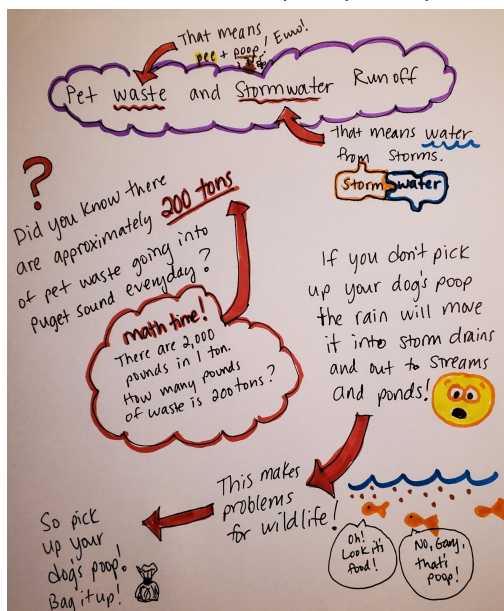 That means
pee + poop! Eww!
Pet waste and Stormwater Runoff
That means water
from storms.
Storm water
?
Did you know there
are approximately 200 tons
of pet waste going into
Puget sound everyday?
math time!
There are 2,000
pounds in 1 ton.
How many pounds
of waste is 200 tons?
If you don't pick
up your dog's poop
the rain will move
it into storm drains
and out to streams
and ponds!
This makes
problems
for wildlife!
Oh!
Look it's
food!
No, Gary,
that's
poop!
So pick
up your
dog's poop!
Bag it up!